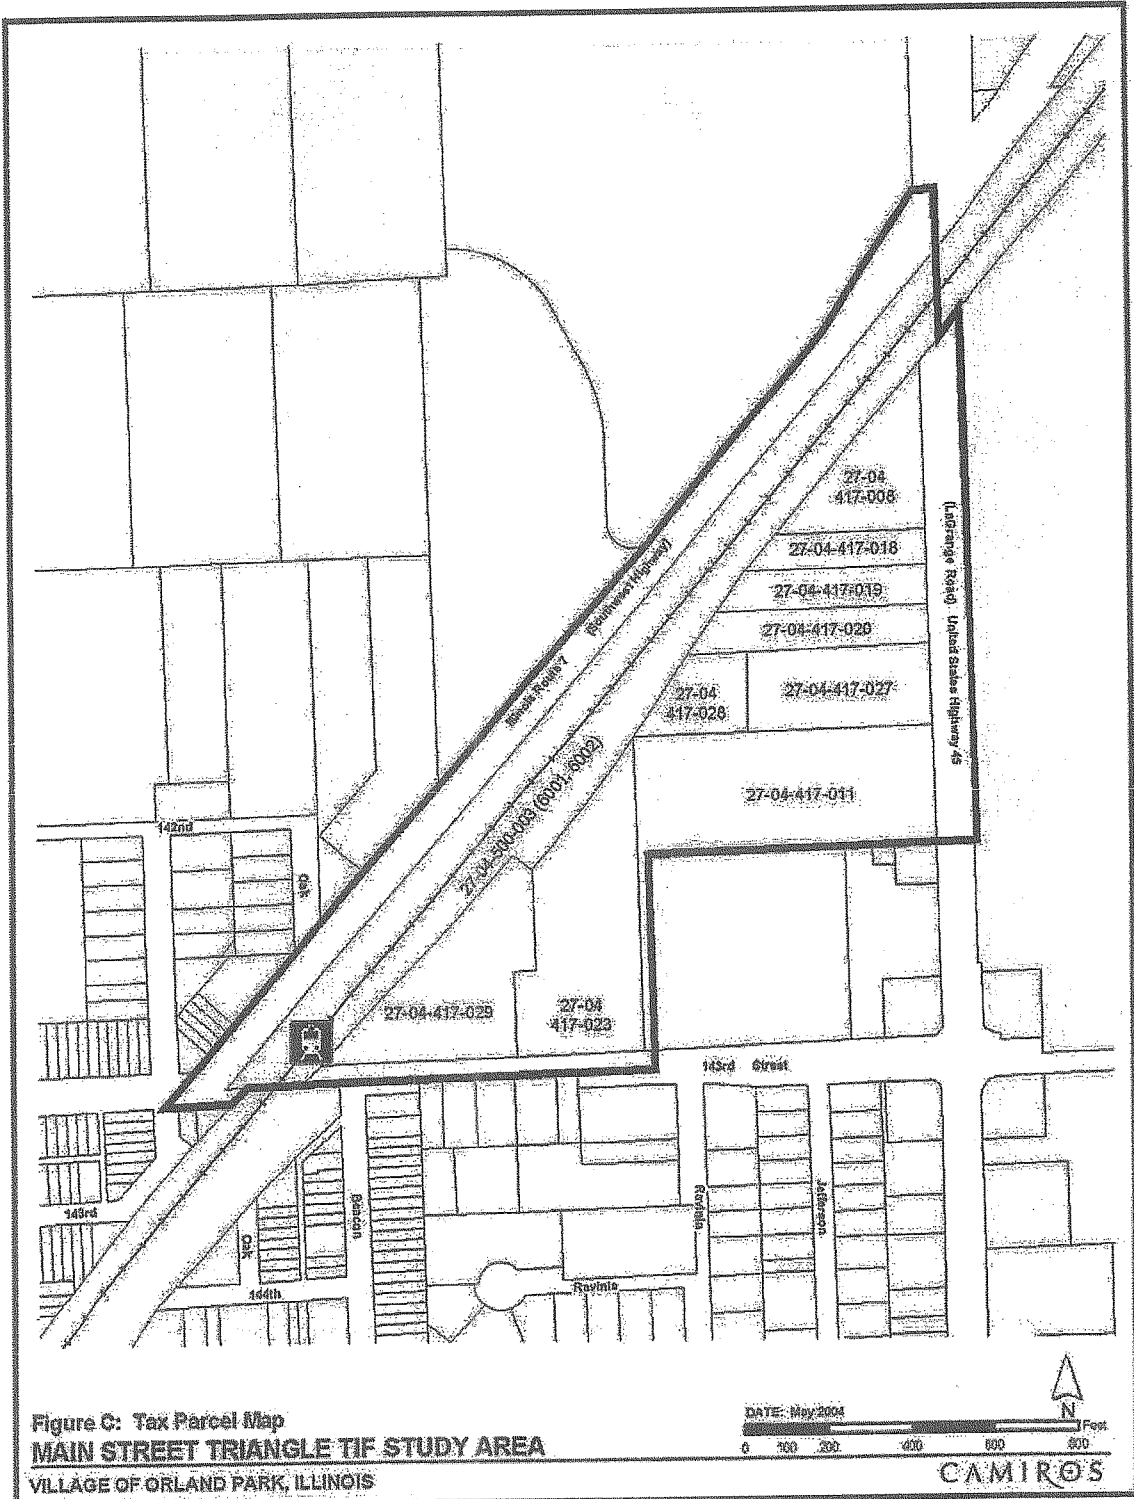 27-04
417-008
27-04-417-018
27-04-417-019
27-04-417-020
27-04
417-028
27-04-417-027
27-04-417-011
(LaGrange Road) United States Highway 45
(Southwest Highway)
Illinois Route 7
27-04-500-003 (6001, 6002)
142nd
Oak
27-04-417-029
27-04
417-023
143rd Street
143rd
Oak
144th
Beacon
Ravinia
Jefferson
Ravinia
Figure C: Tax Parcel Map
MAIN STREET TRIANGLE TIF STUDY AREA
VILLAGE OF ORLAND PARK, ILLINOIS
DATE: May 2004
N
Feet
0 100 200 400 600 800
CAMIROS